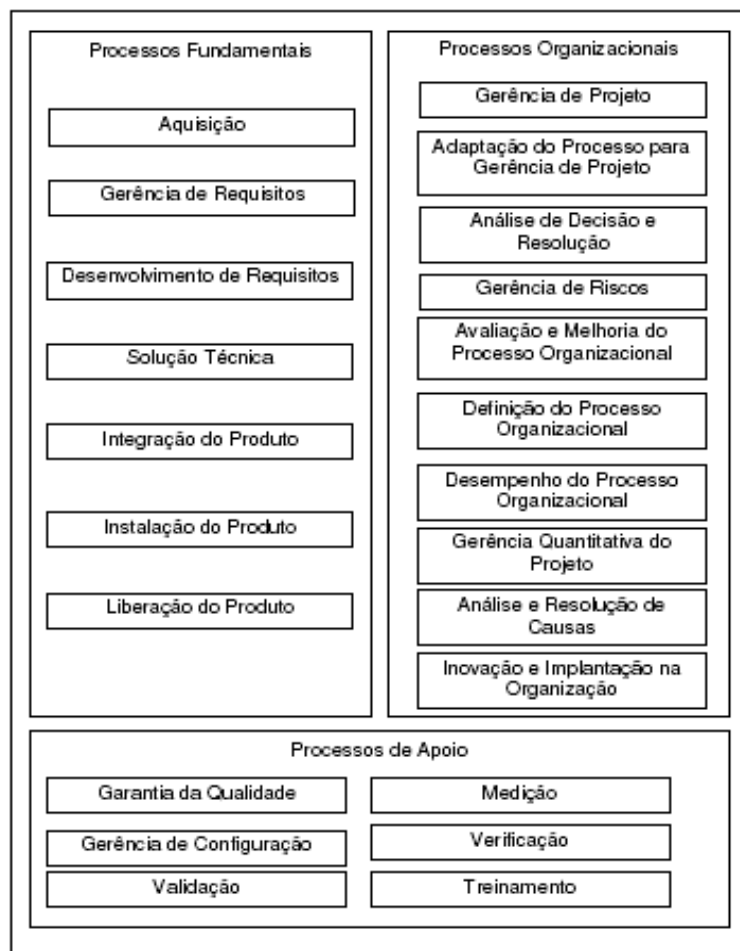 Processos Fundamentais
Aquisição
Gerência de Requisitos
Desenvolvimento de Requisitos
Solução Técnica
Integração do Produto
Instalação do Produto
Liberação do Produto
Processos Organizacionais
Gerência de Projeto
Adaptação do Processo para
Gerência de Projeto
Análise de Decisão e
Resolução
Gerência de Riscos
Avaliação e Melhoria do
Processo Organizacional
Definição do Processo
Organizacional
Desempenho do Processo
Organizacional
Gerência Quantitativa do
Projeto
Análise e Resolução de
Causas
Inovação e Implantação na
Organização
Processos de Apoio
Garantia da Qualidade
Medição
Gerência de Configuração
Verificação
Validação
Treinamento